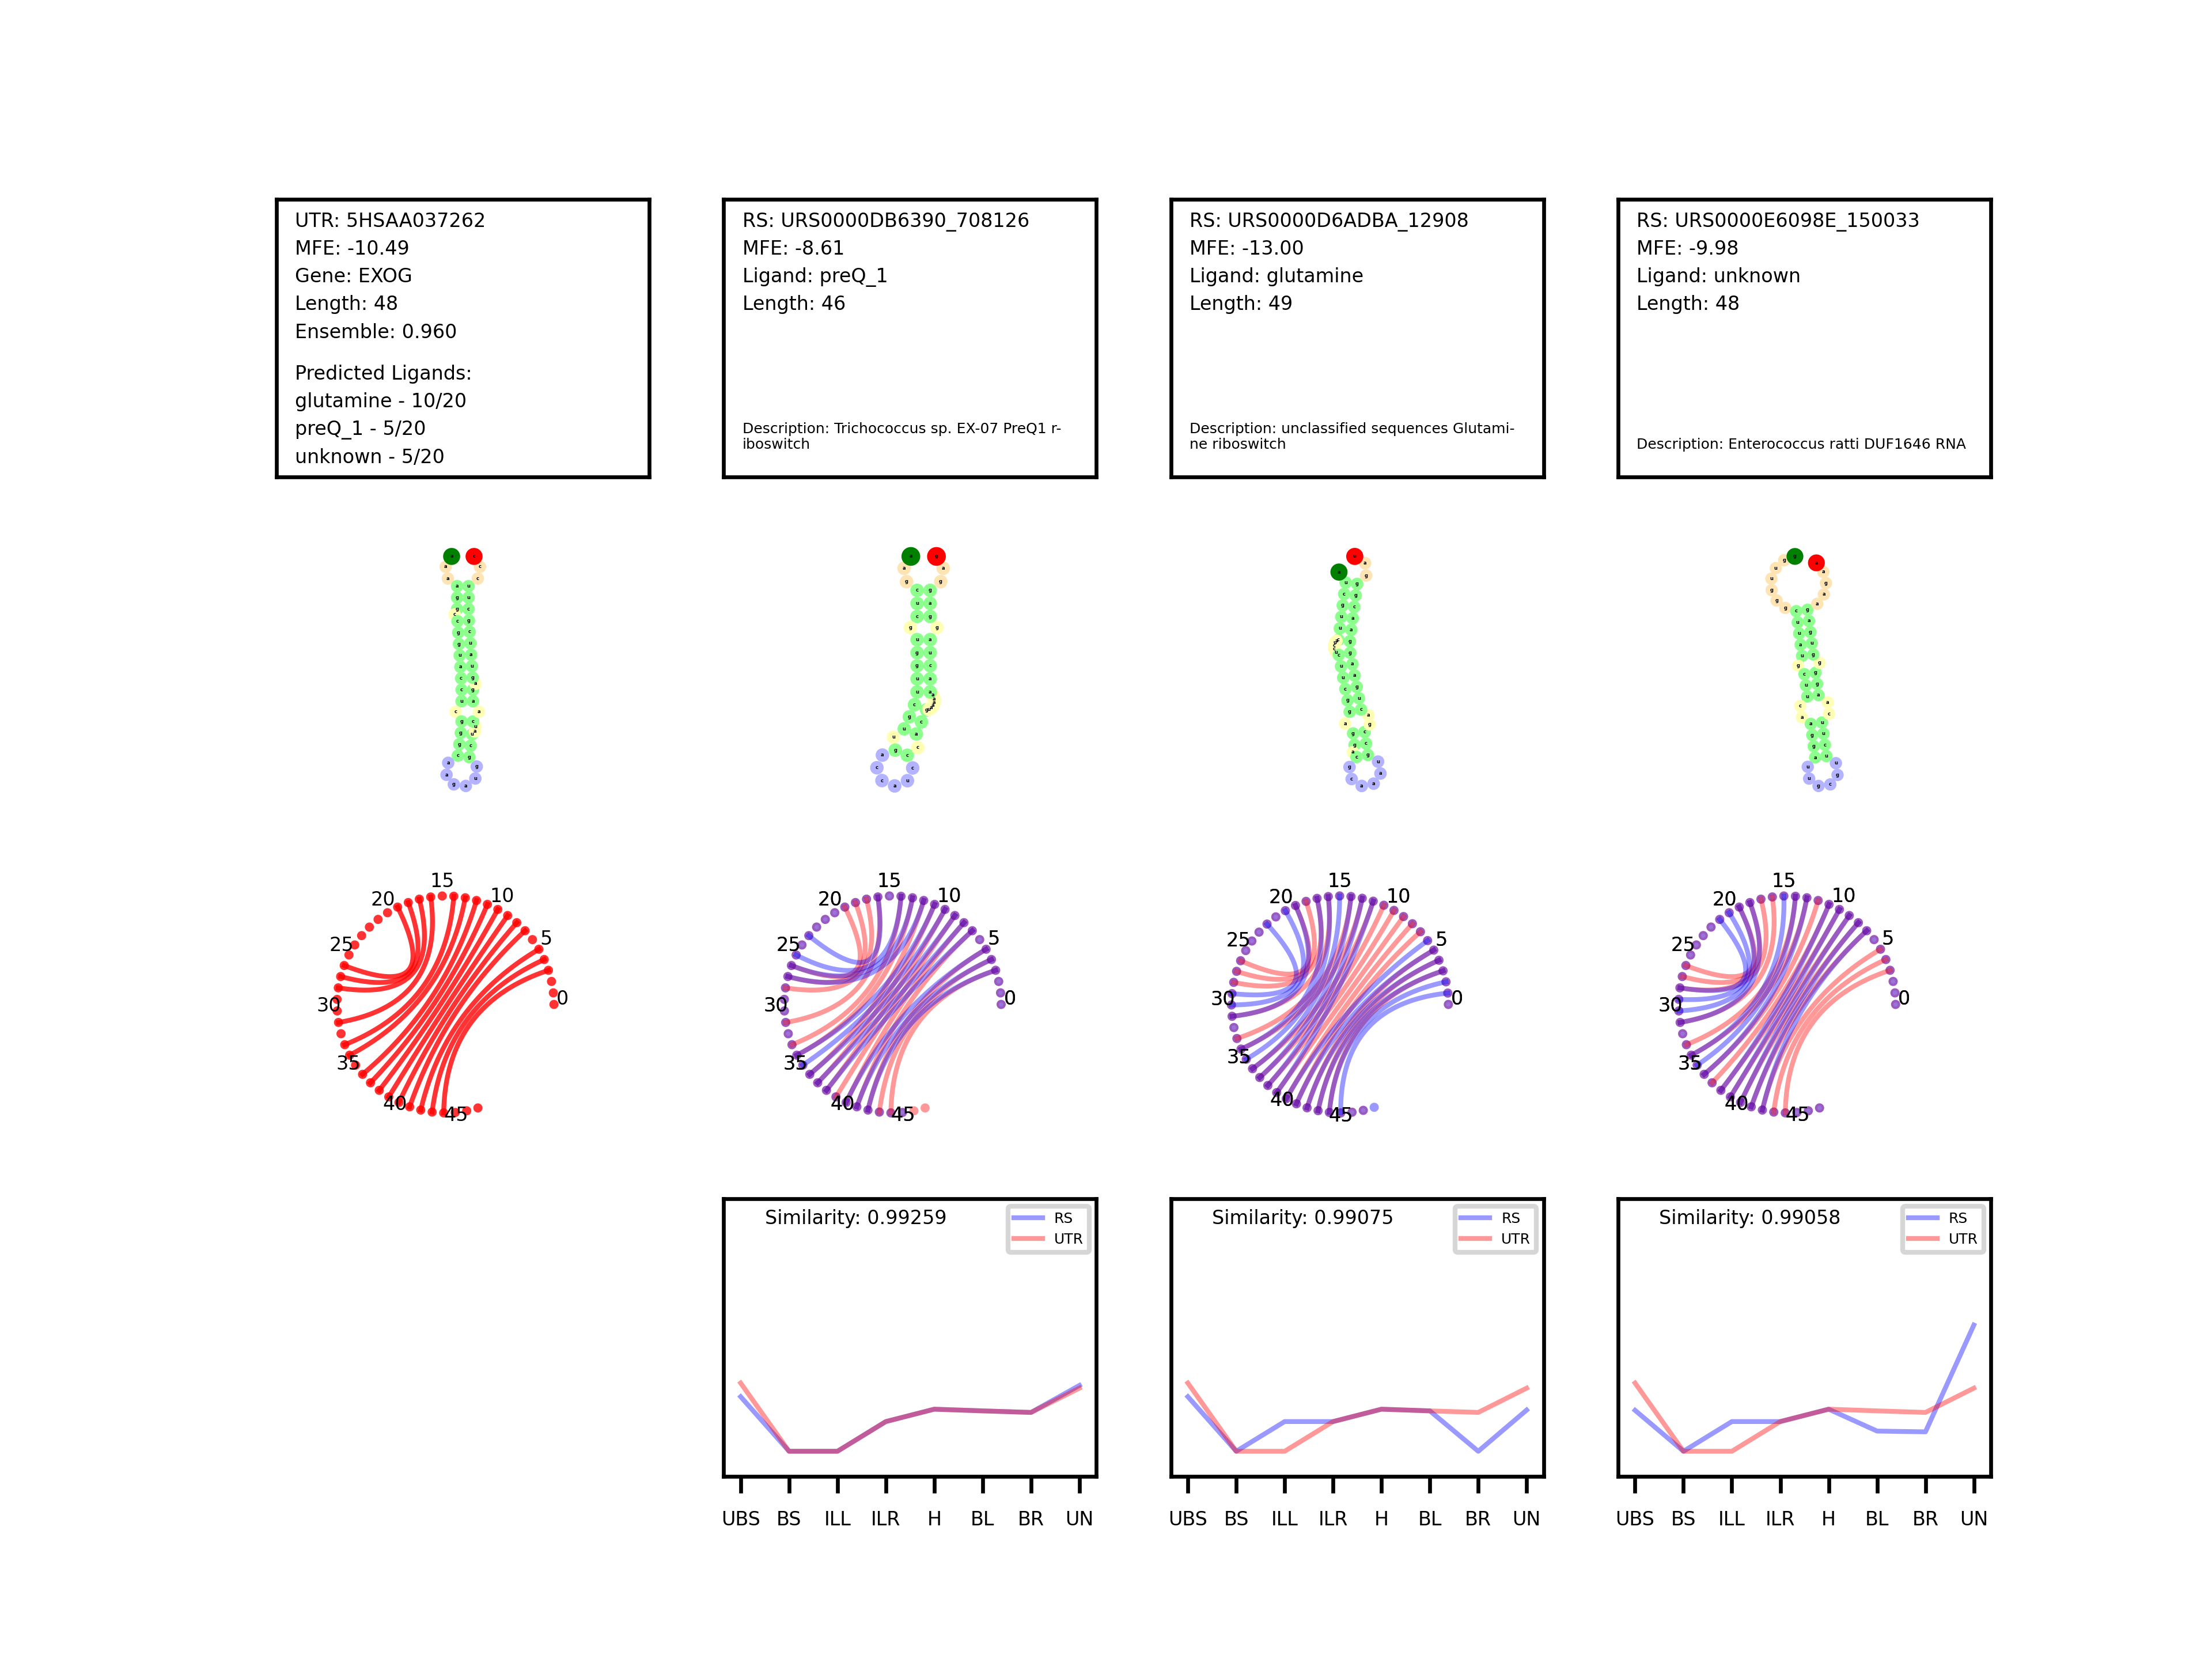 UTR: 5HSAA037262
MFE: -10.49
Gene: EXOG
Length: 48
Ensemble: 0.960
Predicted Ligands:
glutamine - 10/20
preQ_1 - 5/20
unknown - 5/20
RS: URS0000DB6390_708126
MFE: -8.61
Ligand: preQ_1
Length: 46
Description: Trichococcus sp. EX-07 PreQ1 r-
iboswitch
RS: URS0000D6ADBA_12908
MFE: -13.00
Ligand: glutamine
Length: 49
Description: unclassified sequences Glutami-
ne riboswitch
RS: URS0000E6098E_150033
MFE: -9.98
Ligand: unknown
Length: 48
Description: Enterococcus ratti DUF1646 RNA
0 5 10 15 20 25 30 35 40 45
0 5 10 15 20 25 30 35 40 45
0 5 10 15 20 25 30 35 40 45
0 5 10 15 20 25 30 35 40 45
Similarity: 0.99259
RS
UTR
UBS BS ILL ILR H BL BR UN
Similarity: 0.99075
RS
UTR
UBS BS ILL ILR H BL BR UN
Similarity: 0.99058
RS
UTR
UBS BS ILL ILR H BL BR UN